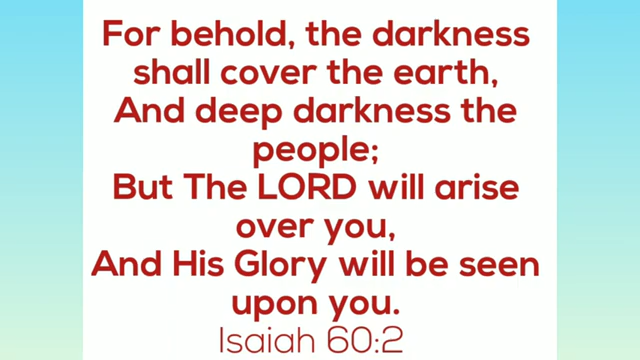 For behold, the darkness
shall cover the earth,
And deep darkness the
people;
But The LORD will arise
over you,
And His Glory will be seen
upon you.
Isaiah 60:2